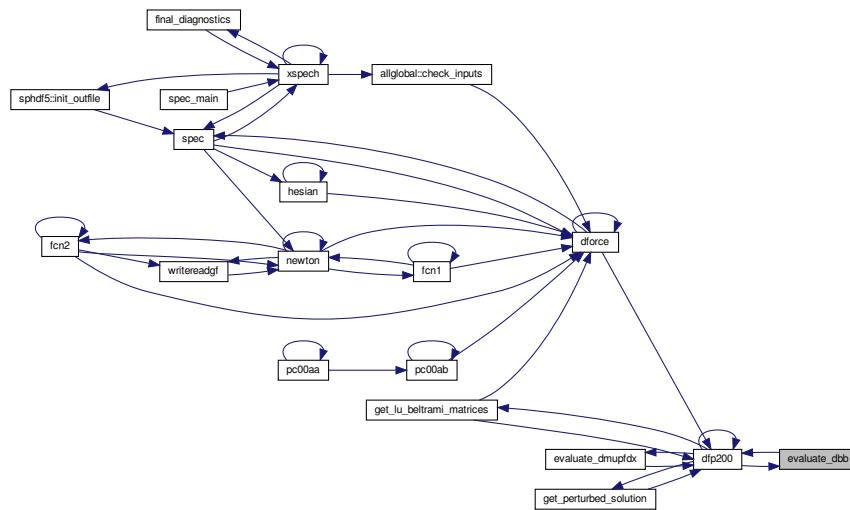 final_diagnostics
xspech
allglobal::check_inputs
sphdf5::init_outfile
spec_main
spec
hesian
dforce
fcn2
newton
writereadgf
fcn1
pc00aa
pc00ab
get_lu_beltrami_matrices
evaluate_dmupfdx
dfp200
evaluate_dbb
get_perturbed_solution